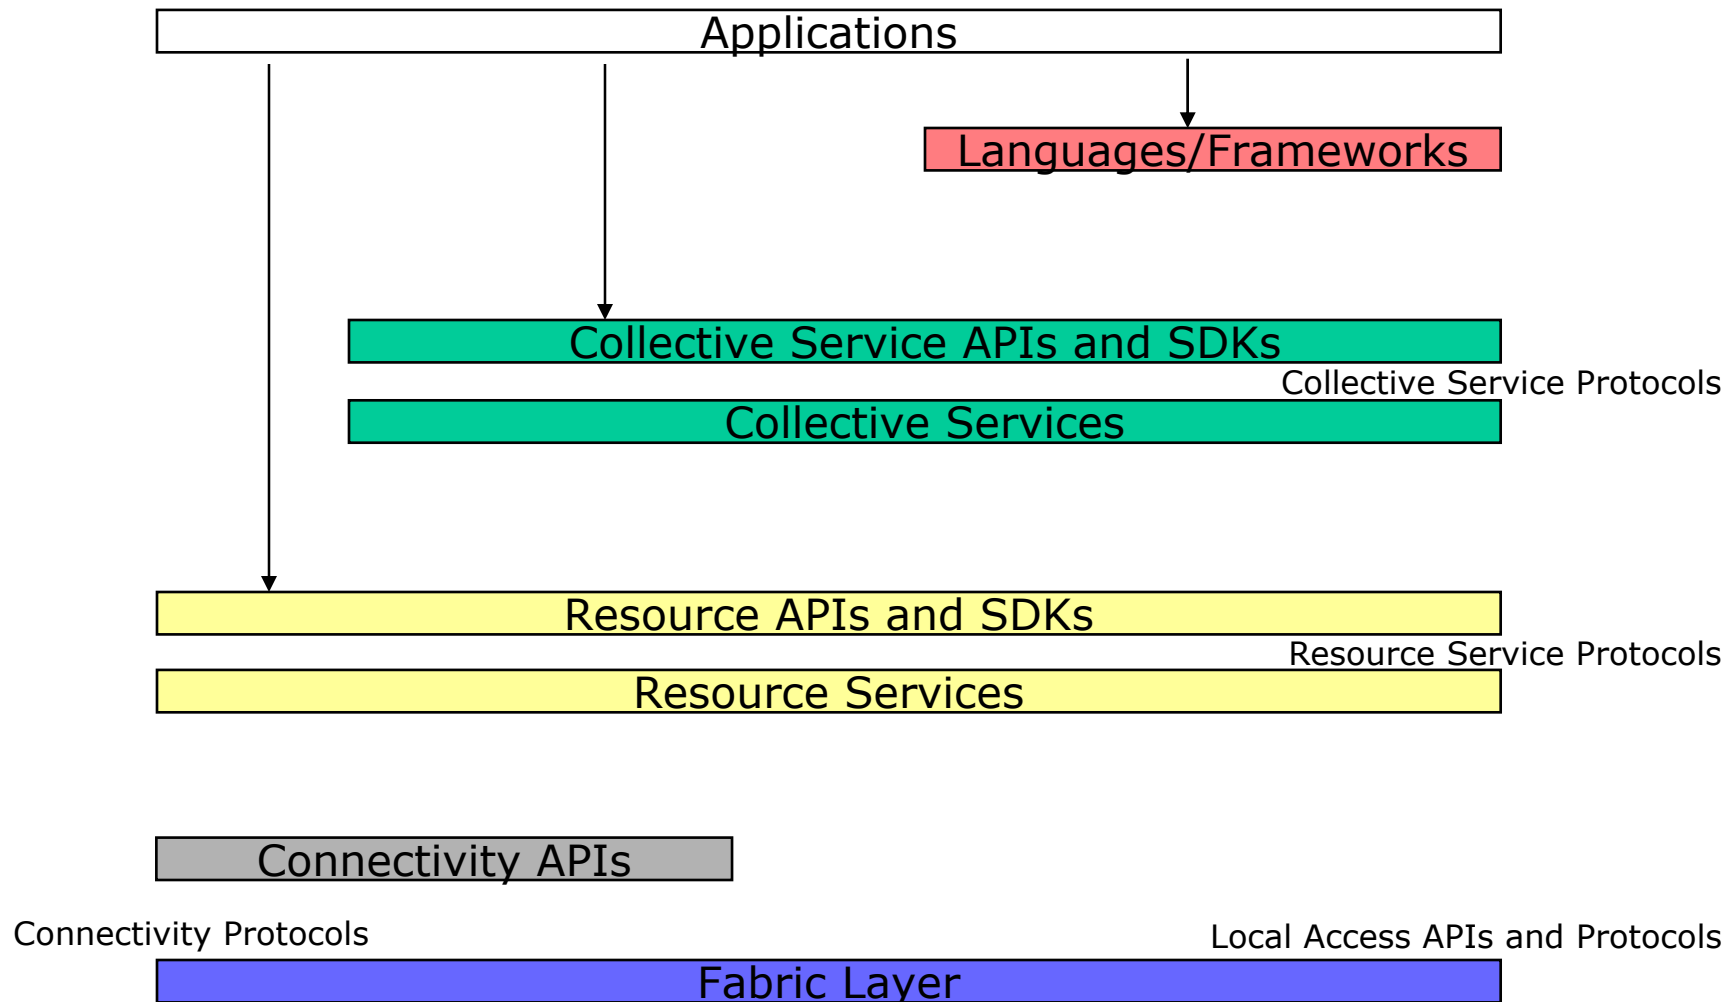 Applications
Languages/Frameworks
Collective Service APIs and SDKs
Collective Service Protocols
Collective Services
Resource APIs and SDKs
Resource Service Protocols
Resource Services
Connectivity APIs
Connectivity Protocols
Local Access APIs and Protocols
Fabric Layer